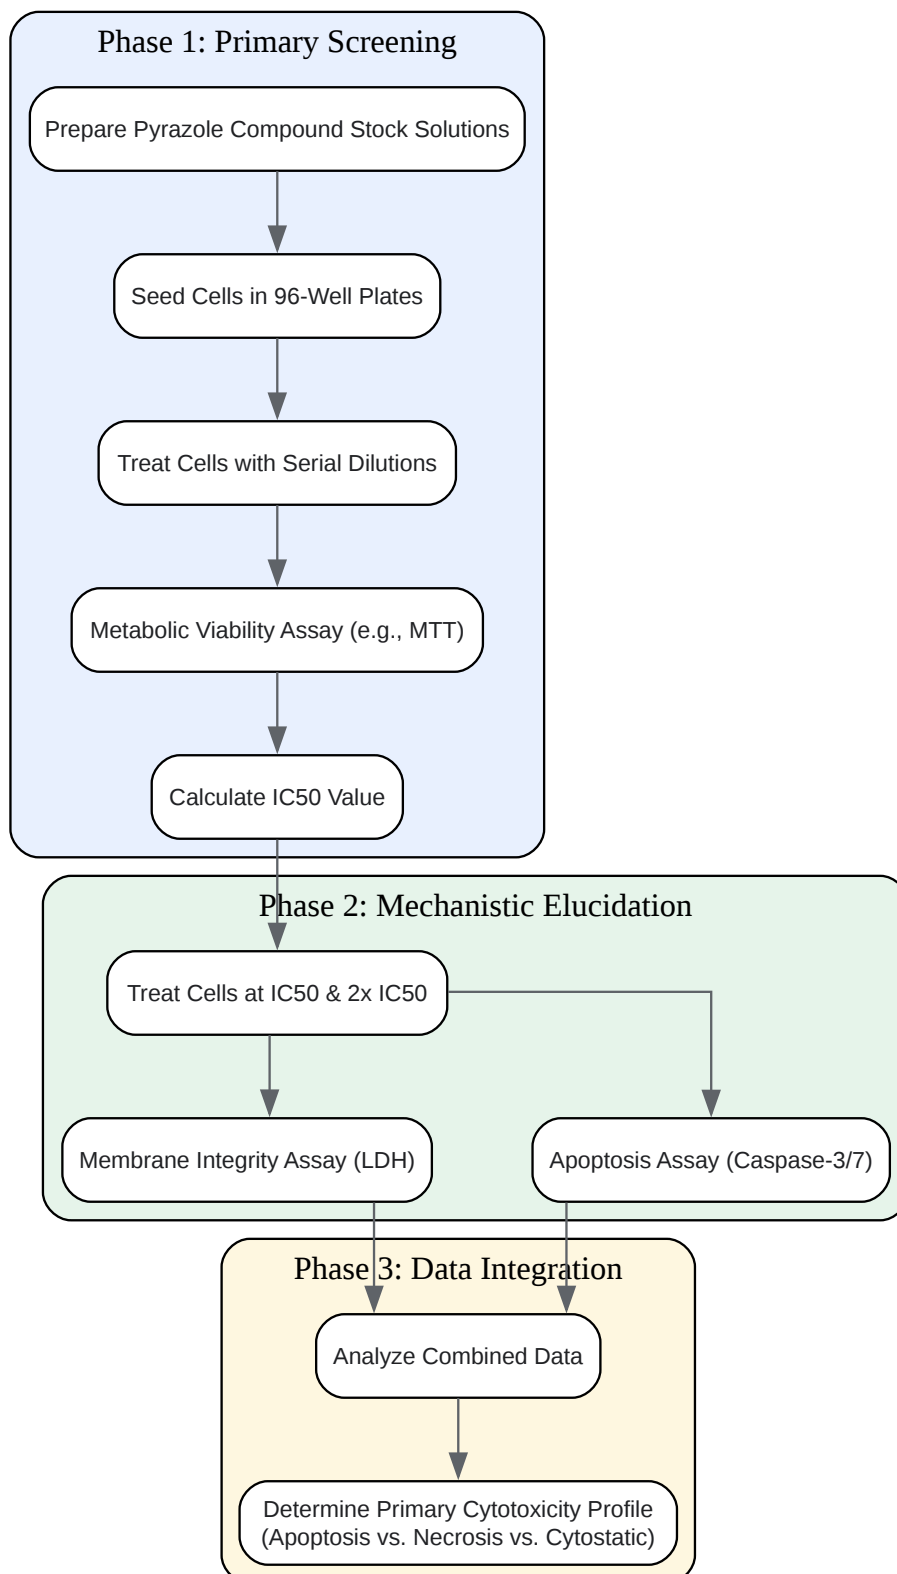 Phase 1: Primary Screening
Prepare Pyrazole Compound Stock Solutions
Seed Cells in 96-Well Plates
Treat Cells with Serial Dilutions
Metabolic Viability Assay (e.g., MTT)
Calculate IC50 Value
Phase 2: Mechanistic Elucidation
Treat Cells at IC50 & 2x IC50
Membrane Integrity Assay (LDH)
Apoptosis Assay (Caspase-3/7)
Phase 3: Data Integration
Analyze Combined Data
Determine Primary Cytotoxicity Profile
(Apoptosis vs. Necrosis vs. Cytostatic)